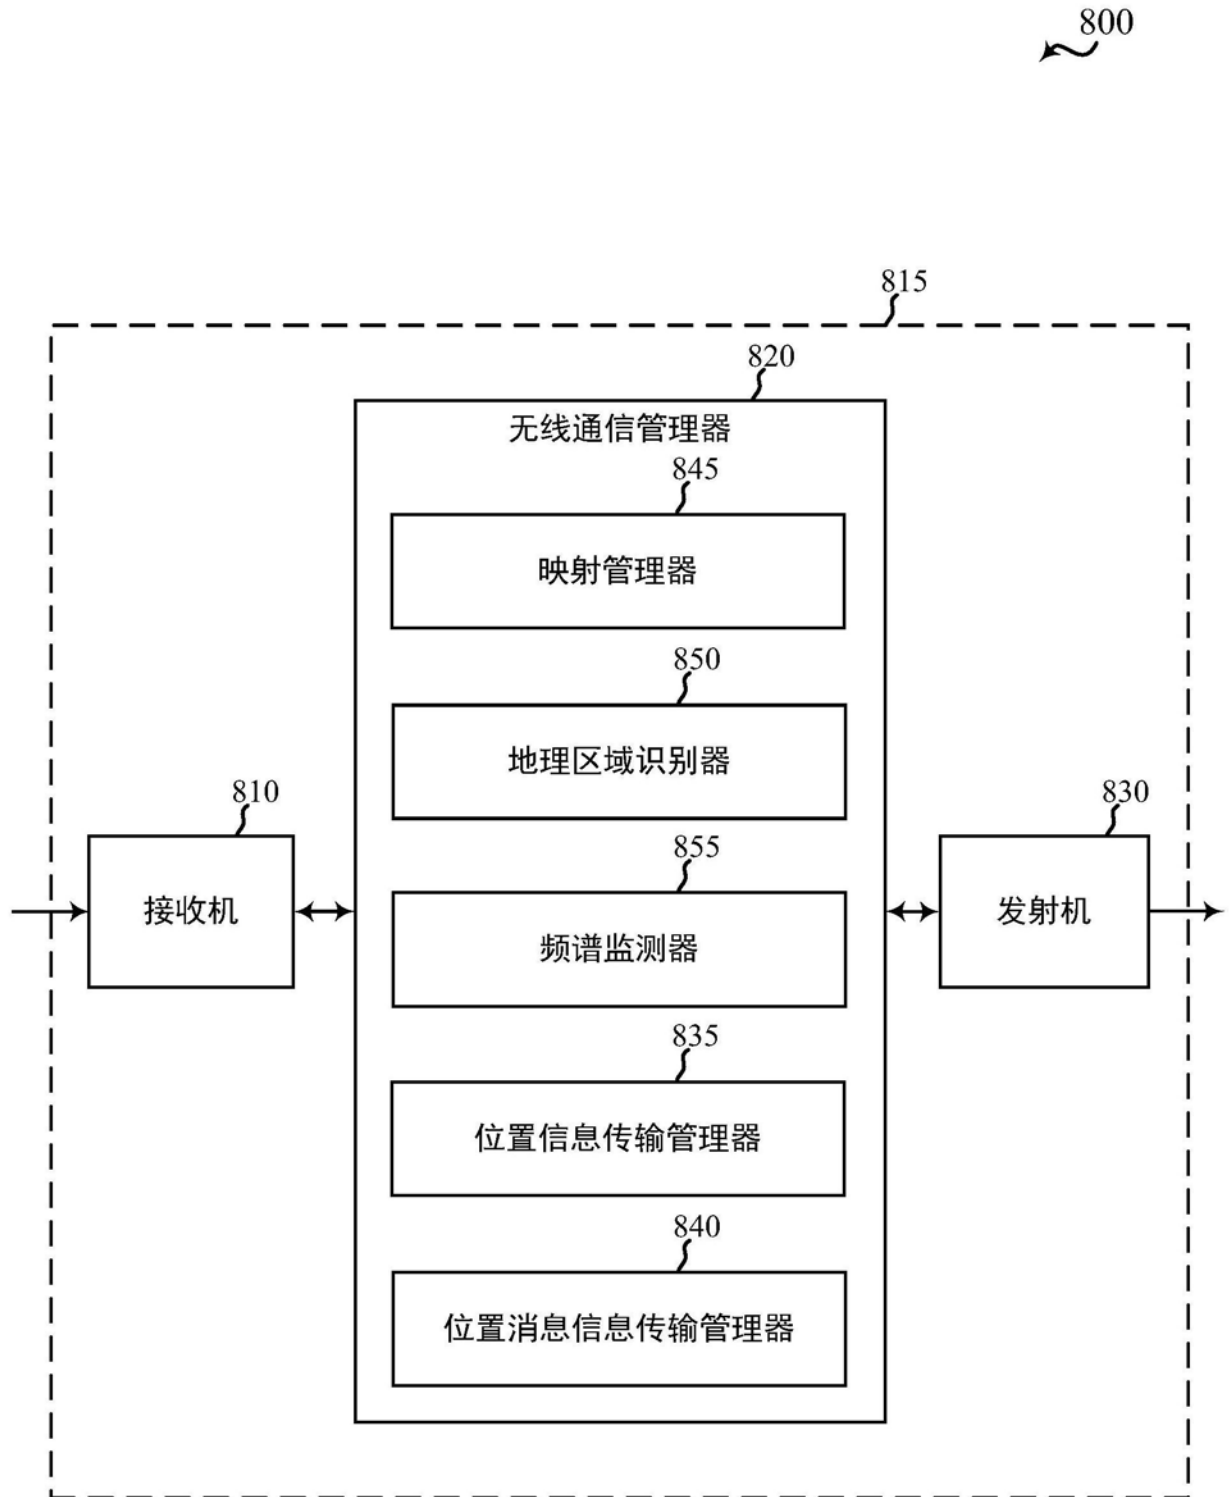 800
815
820
无线通信管理器
845
映射管理器
850
地理区域识别器
810
830
855
接收机
发射机
频谱监测器
835
位置信息传输管理器
840
位置消息信息传输管理器